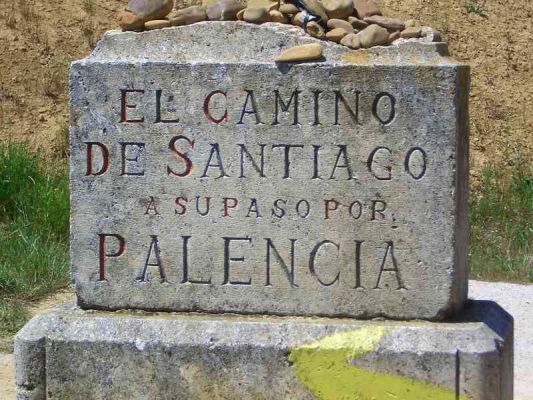 EL CAMINO
DE SANTIAGO
A SU PASO POR
PALENCIA